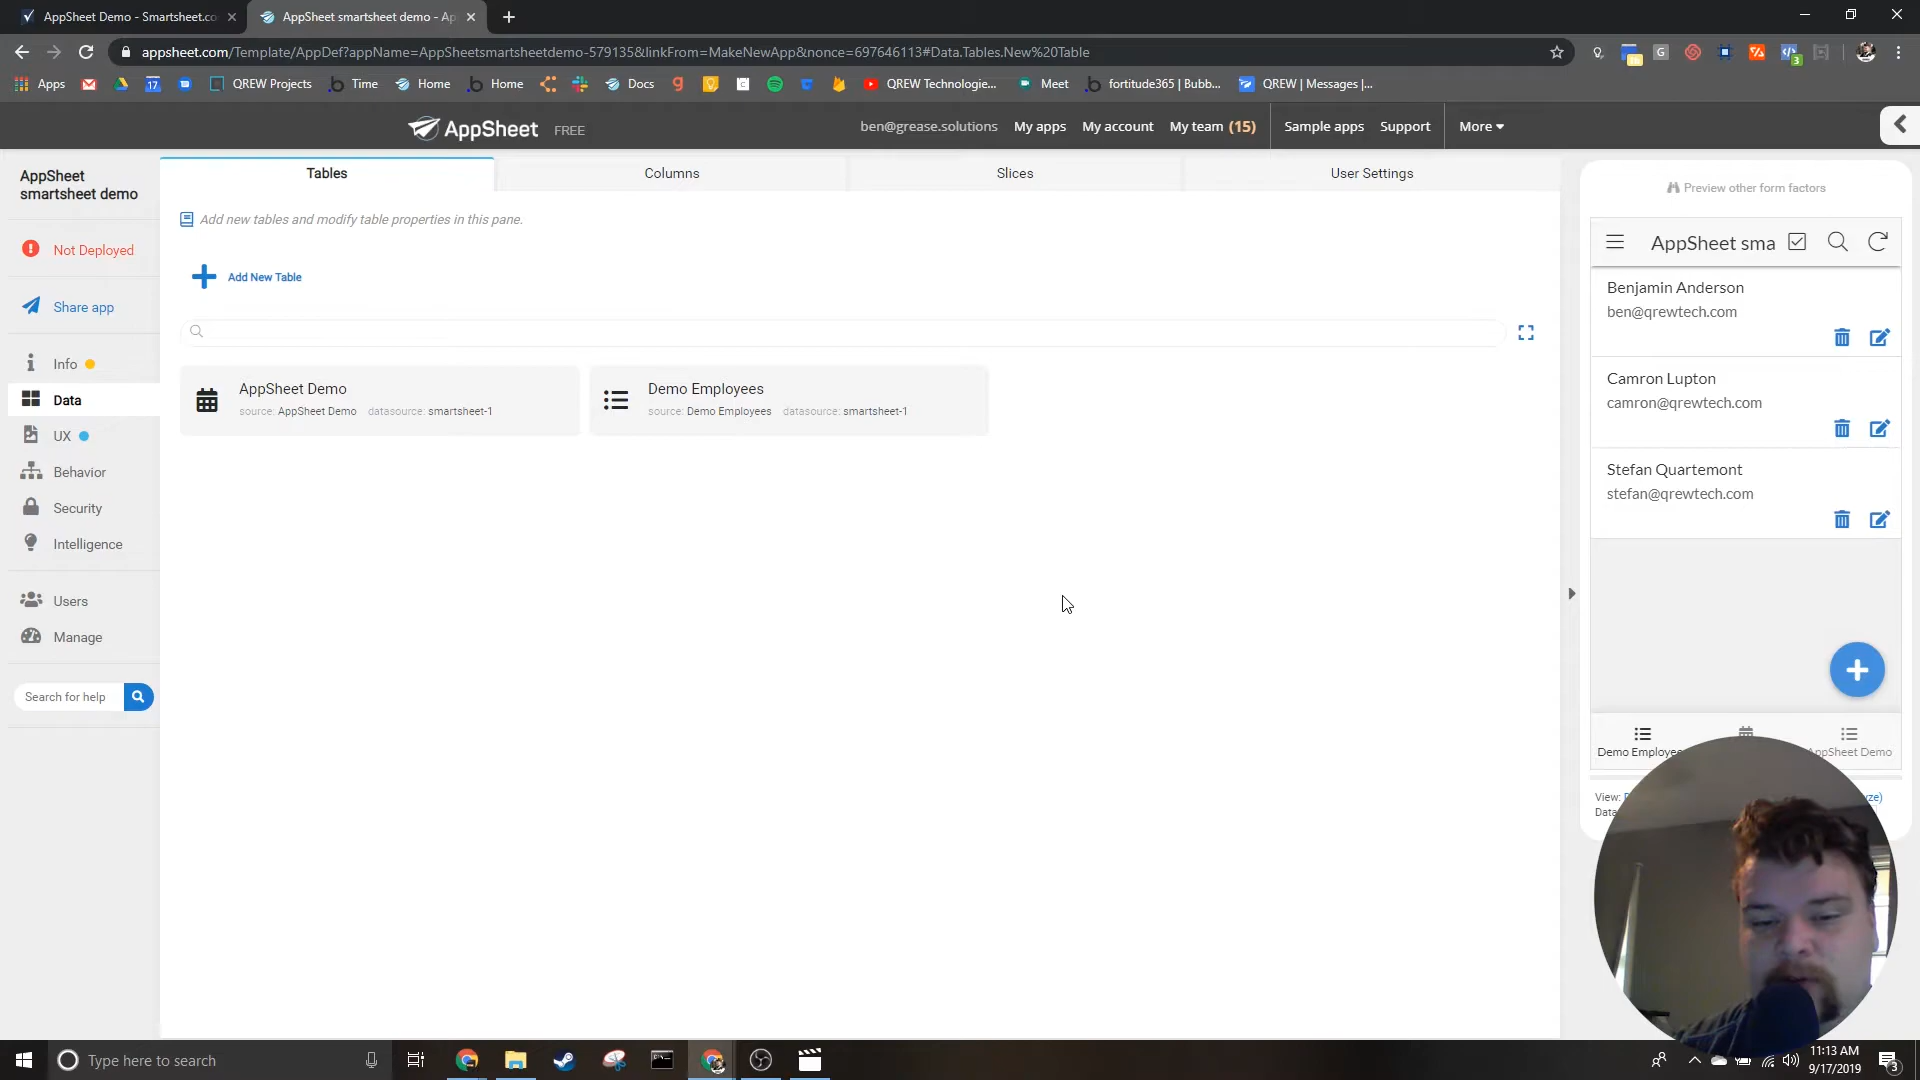 AppSheet Demo - Smartsheet.co
AppSheet smartsheet demo - Ap
appsheet.com/Template/AppDef?appName=AppSheetsmartsheetdemo-579135&linkFrom=MakeNewApp&nonce=697646113#Data.Tables.New%20Table
G
3
Apps
17
QREW Projects
Time
Home
Home
Docs
QREW Technologie...
Meet
fortitude365 | Bubb...
QREW | Messages |...
AppSheet FREE
ben@grease.solutions
My apps
My account
My team (15)
Sample apps
Support
More
AppSheet
smartsheet demo
Not Deployed
Share app
Info
Data
UX
Behavior
Security
Intelligence
Users
Manage
Search for help
Tables
Columns
Slices
User Settings
Add new tables and modify table properties in this pane.
Add New Table
AppSheet Demo
source: AppSheet Demo datasource: smartsheet-1
Demo Employees
source: Demo Employees datasource: smartsheet-1
Preview other form factors
AppSheet sma
Benjamin Anderson
ben@qrewtech.com
Camron Lupton
camron@qrewtech.com
Stefan Quartemont
stefan@qrewtech.com
Demo Employe
ppSheet Demo
View:
yze)
Data
Type here to search
11:13 AM
9/17/2019
3